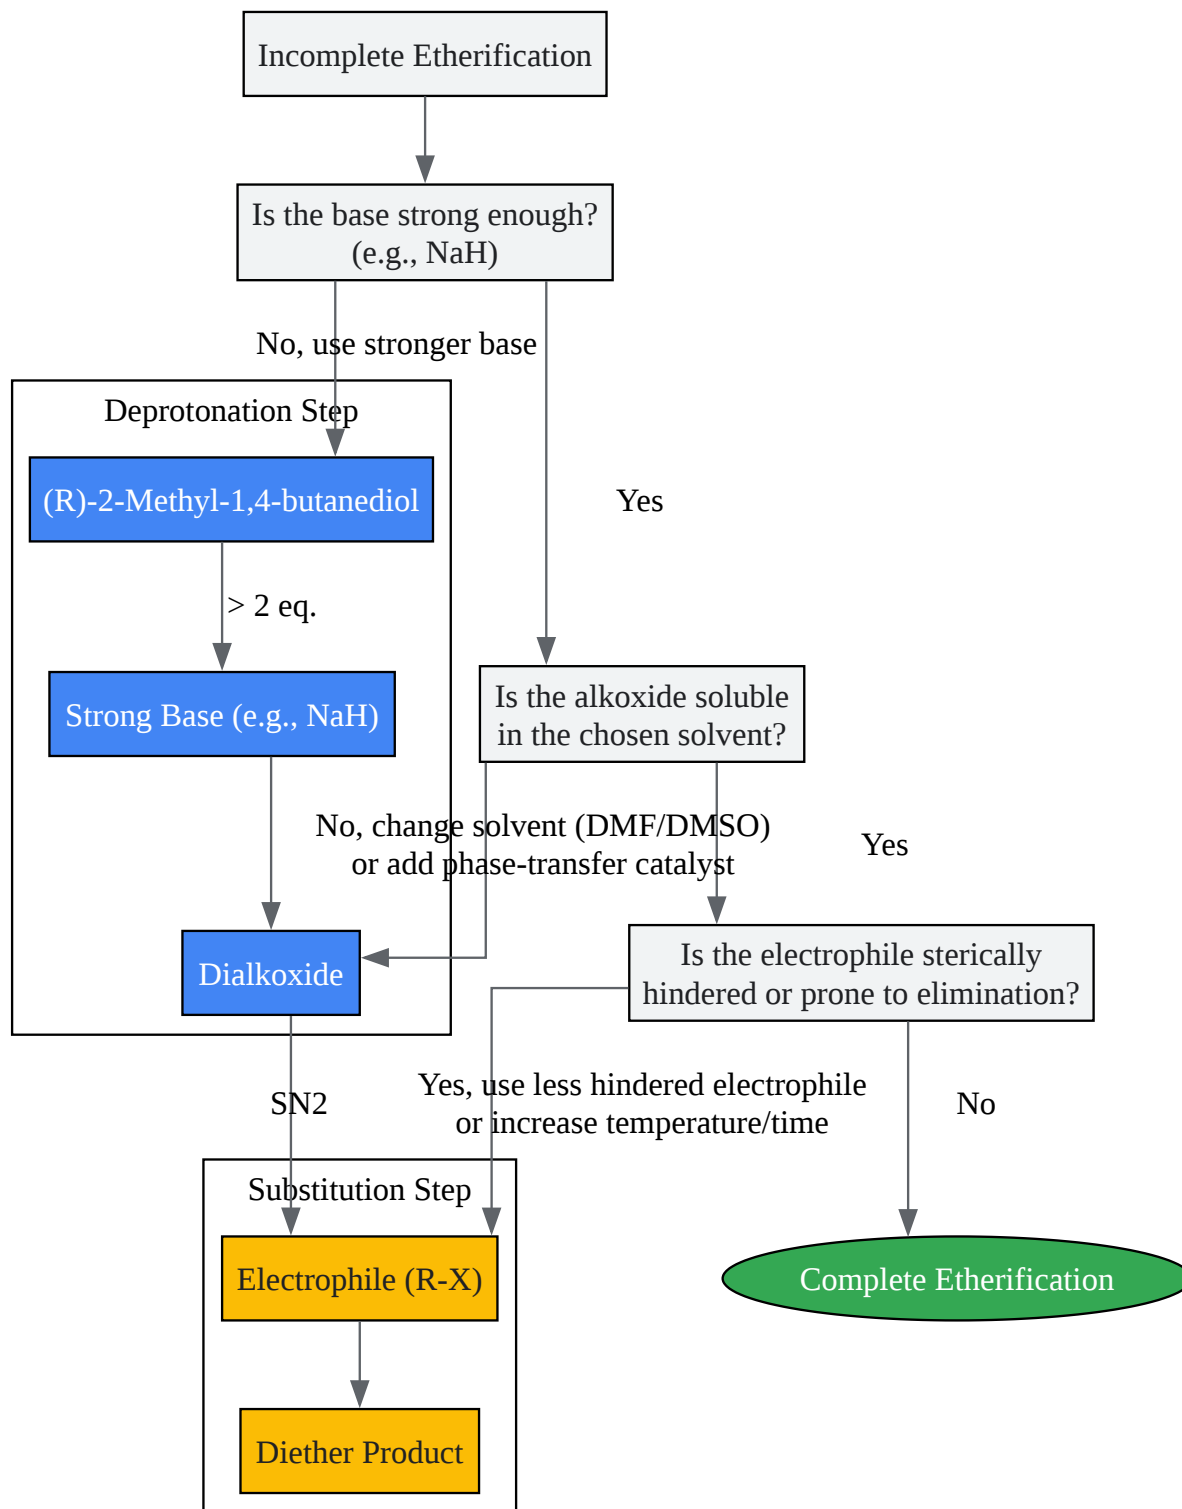 Incomplete Etherification
Is the base strong enough?
(e.g., NaH)
No, use stronger base
Deprotonation Step
(R)-2-Methyl-1,4-butanediol
Yes
> 2 eq.
Strong Base (e.g., NaH)
Is the alkoxide soluble
in the chosen solvent?
No, change solvent (DMF/DMSO)
or add phase-transfer catalyst
Yes
Dialkoxide
Is the electrophile sterically
hindered or prone to elimination?
SN2
Yes, use less hindered electrophile
or increase temperature/time
No
Substitution Step
Electrophile (R-X)
Complete Etherification
Diether Product